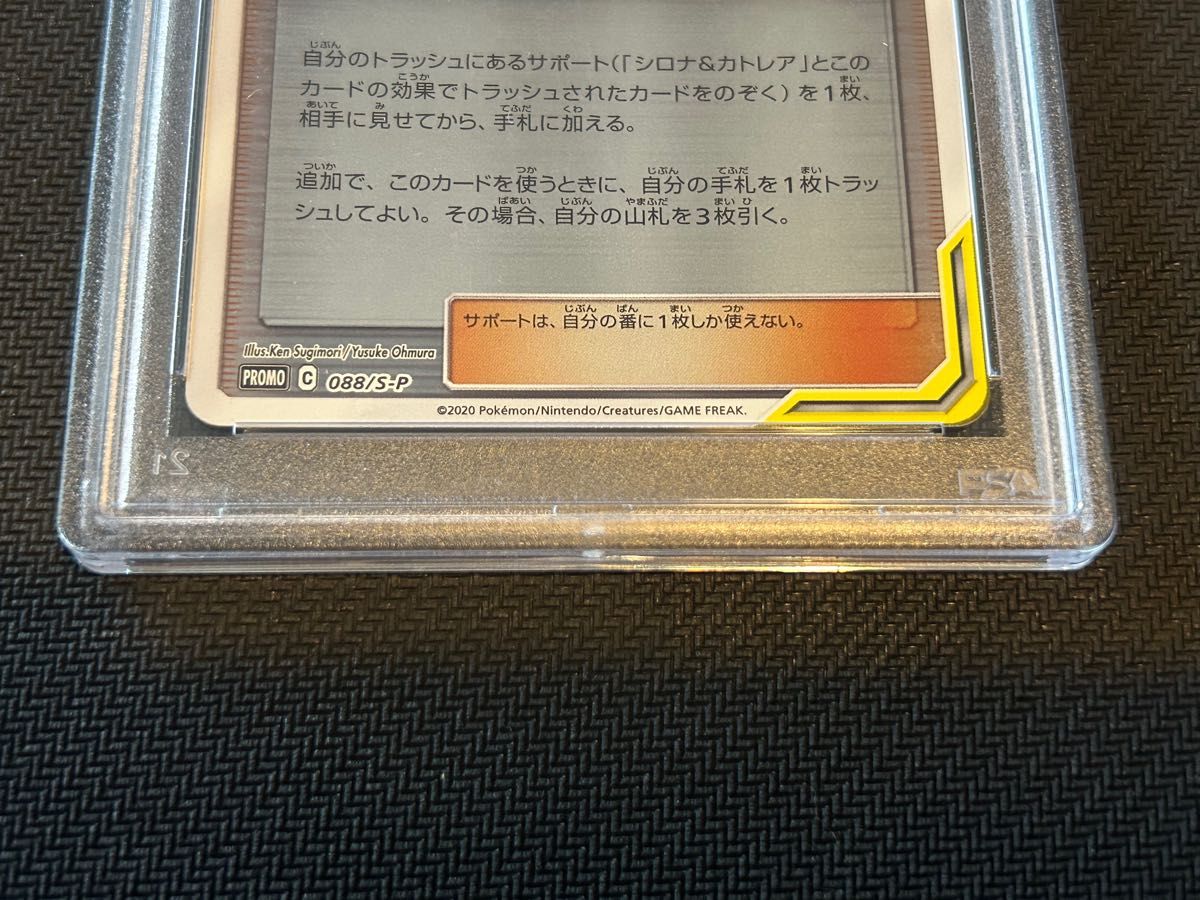 自分のトラッシュにあるサポート(「シロナ&カトレア」とこの
カードの効果でトラッシュされたカードをのぞく)を1枚、
相手に見せてから、手札に加える。
追加で、このカードを使うときに、自分の手札を1枚トラッ
シュしてよい。その場合、自分の山札を3枚引く。
サポートは、自分の番に1枚しか使えない。
Illus.Ken Sugimori/Yusuke Ohmura
PROMO C 088/S-P
©2020 Pokémon/Nintendo/Creatures/GAME FREAK.
21
PSA